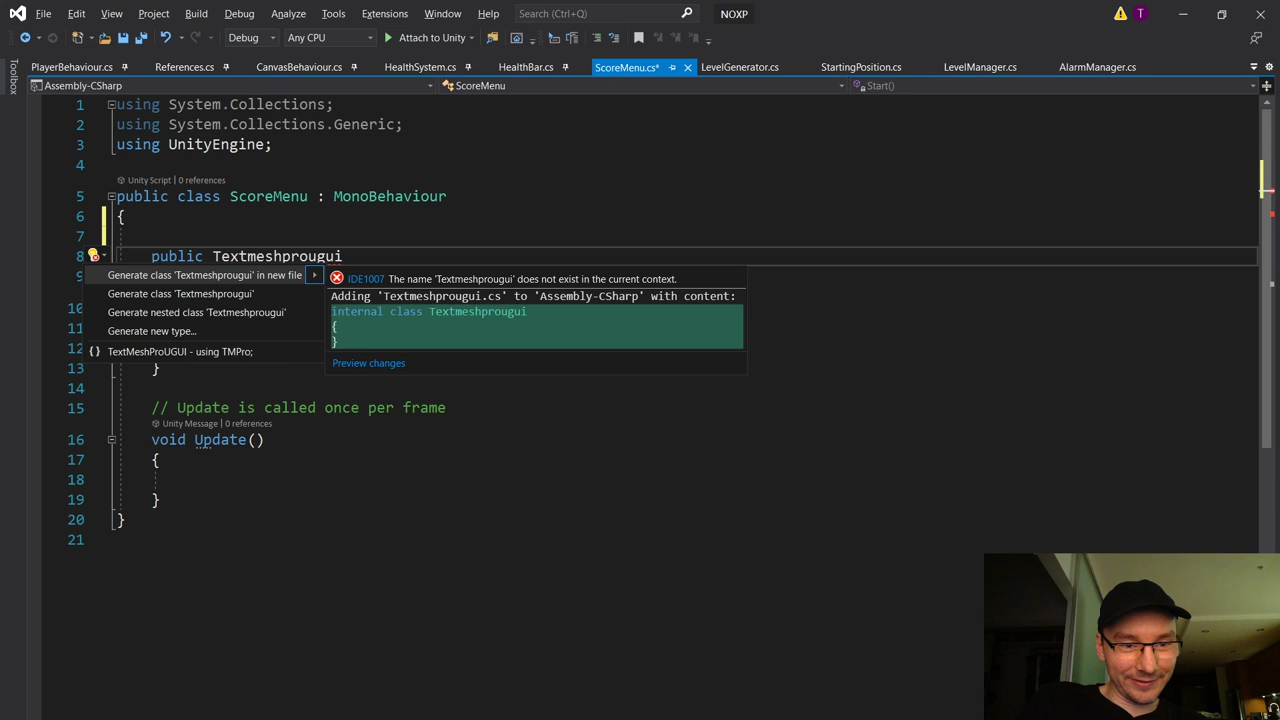 File Edit View Project Build Debug Analyze Tools Extensions Window Help Search (Ctrl+Q) NOXP T
Debug Any CPU Attach to Unity
PlayerBehaviour.cs References.cs CanvasBehaviour.cs HealthSystem.cs HealthBar.cs ScoreMenu.cs* LevelGenerator.cs StartingPosition.cs LevelManager.cs AlarmManager.cs
Toolbox
Assembly-CSharp ScoreMenu Start()
1 using System.Collections;
2 using System.Collections.Generic;
3 using UnityEngine;
4
Unity Script | 0 references
5 public class ScoreMenu : MonoBehaviour
6 {
7
8 public Textmeshprougui
9
Generate class 'Textmeshprougui' in new file
IDE1007 The name 'Textmeshprougui' does not exist in the current context.
Generate class 'Textmeshprougui'
Adding 'Textmeshprougui.cs' to 'Assembly-CSharp' with content:
10
Generate nested class 'Textmeshprougui'
internal class Textmeshprougui
11
Generate new type...
{
12
TextMeshProUGUI - using TMPro;
}
Preview changes
13 }
14
15 // Update is called once per frame
Unity Message | 0 references
16 void Update()
17 {
18
19 }
20 }
21